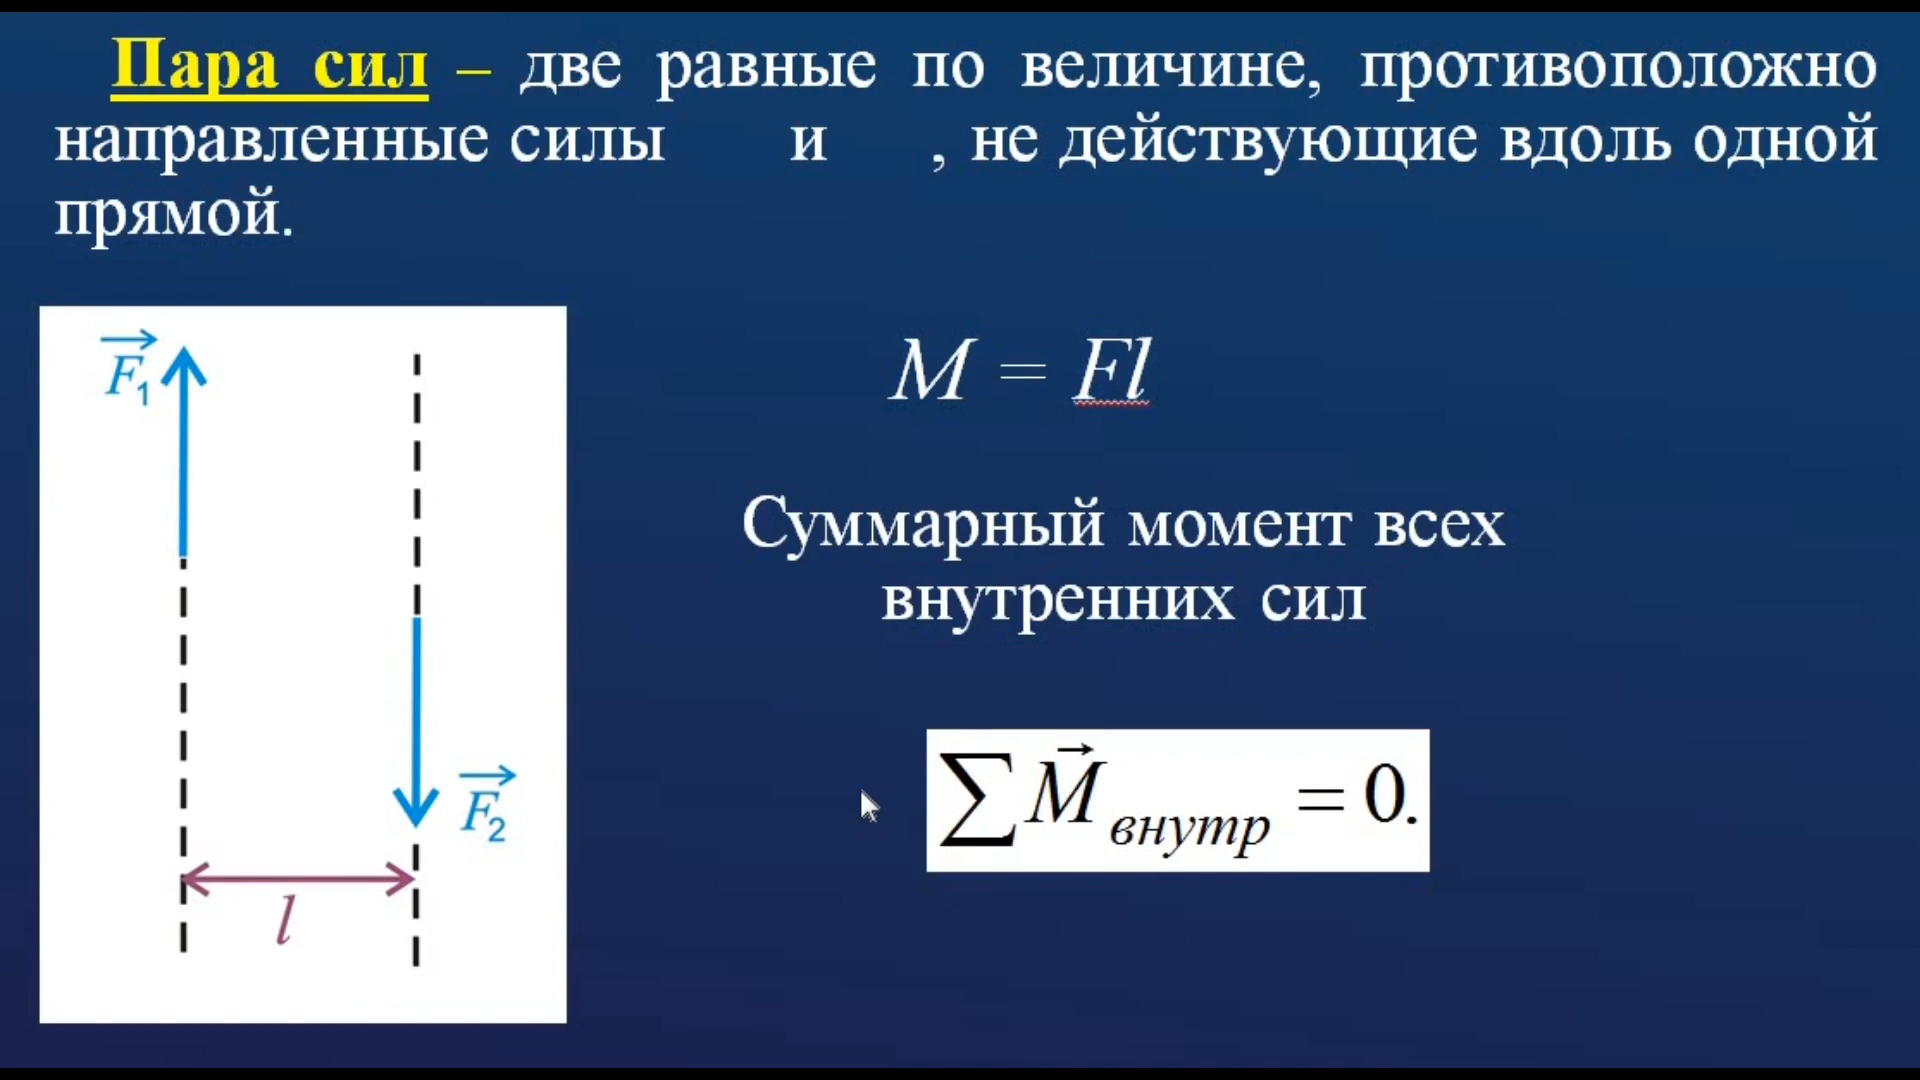 Пара сил – две равные по величине, противоположно
направленные силы и , не действующие вдоль одной
прямой.
F₁
M = Fl
Суммарный момент всех
внутренних сил
F₂
∑M⃗внутр = 0.
l